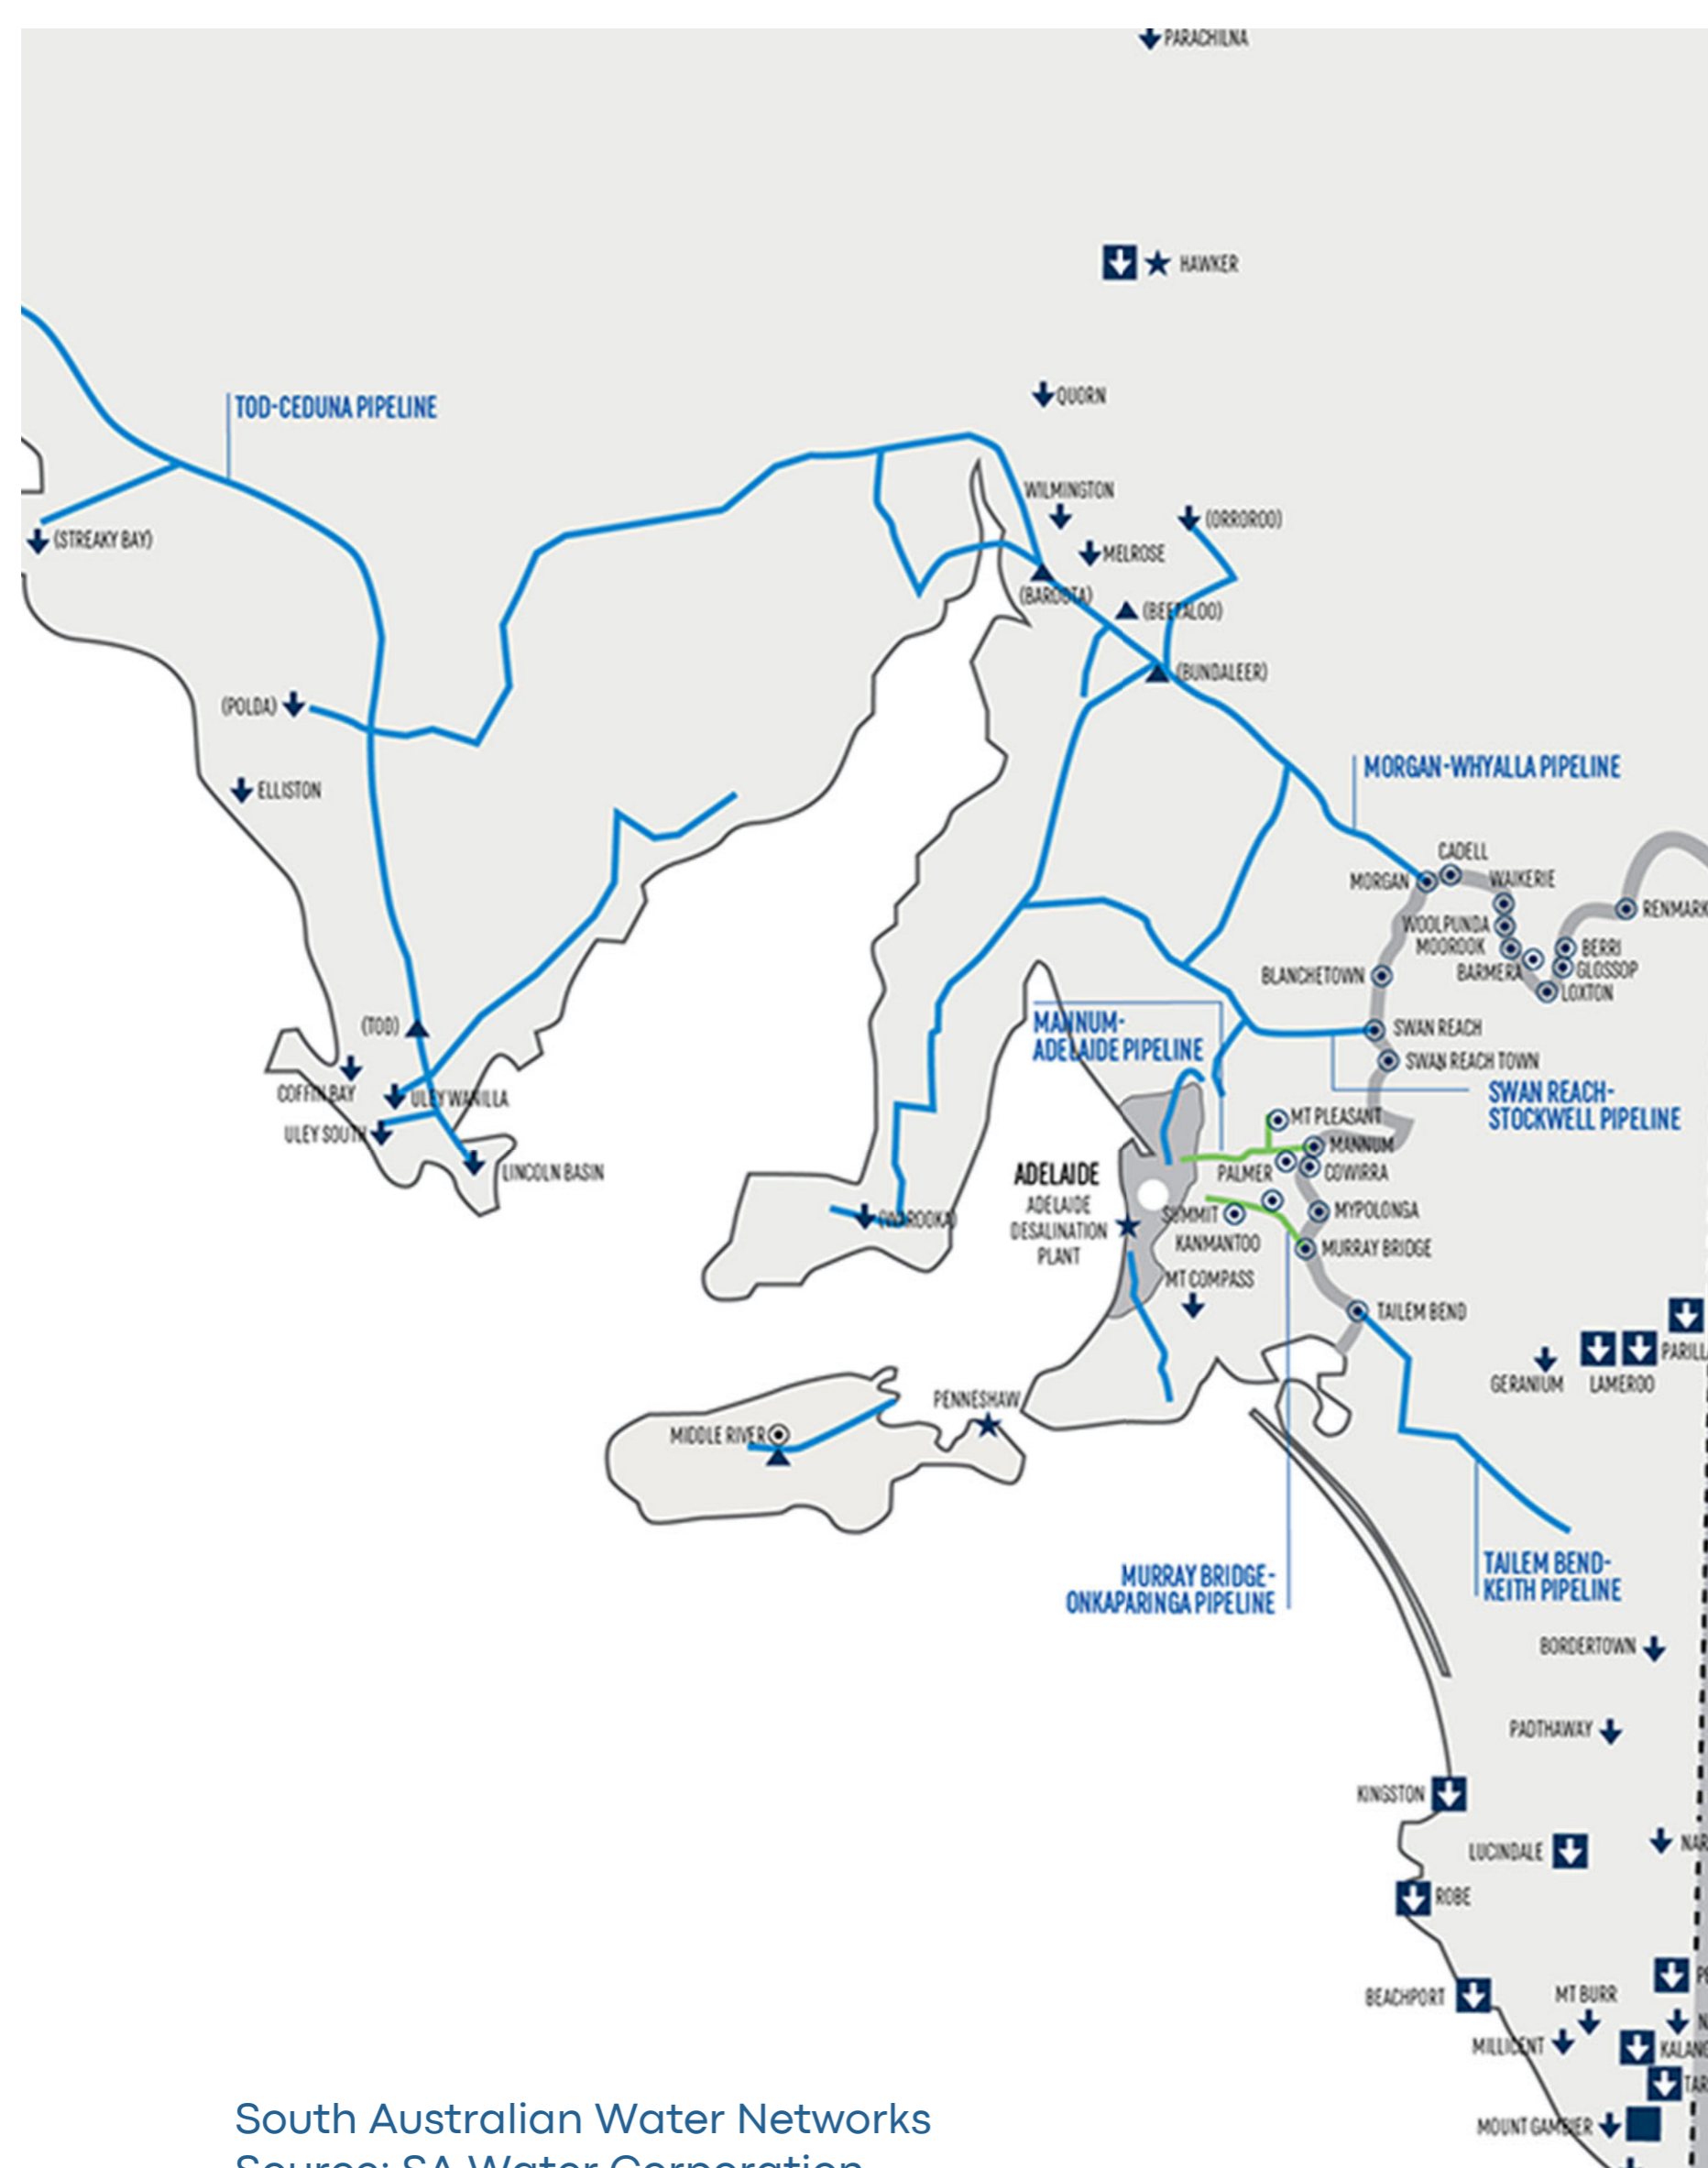 PARACHILNA
HAWKER
QUORN
TOD-CEDUNA PIPELINE
WILMINGTON
(ORROROO)
(STREAKY BAY)
MELROSE
(BAROOTA)
(BEETALOO)
(BUNDALEER)
(POLDA)
ELLISTON
MORGAN-WHYALLA PIPELINE
CADELL
MORGAN
WAIKERIE
RENMARK
WOOLPUNDA
MOOROOK
BERRI
BARMERA
GLOSSOP
LOXTON
BLANCHETOWN
(TOD)
MANNUM-
ADELAIDE PIPELINE
SWAN REACH
SWAN REACH TOWN
COFFIN BAY
ULEY WANILLA
SWAN REACH-
STOCKWELL PIPELINE
ULEY SOUTH
MT PLEASANT
MANNUM
LINCOLN BASIN
ADELAIDE
PALMER
COWIRRA
ADELAIDE
DESALINATION
PLANT
(WAROOKA)
SUMMIT
MYPOLONGA
KANMANTOO
MURRAY BRIDGE
MT COMPASS
TAILEM BEND
GERANIUM
LAMEROO
PENNESHAW
MIDDLE RIVER
MURRAY BRIDGE-
ONKAPARINGA PIPELINE
TAILEM BEND-
KEITH PIPELINE
BORDERTOWN
PADTHAWAY
KINGSTON
LUCINDALE
ROBE
BEACHPORT
MT BURR
MILLICENT
MOUNT GAMBIER
South Australian Water Networks
Source: SA Water Corporation